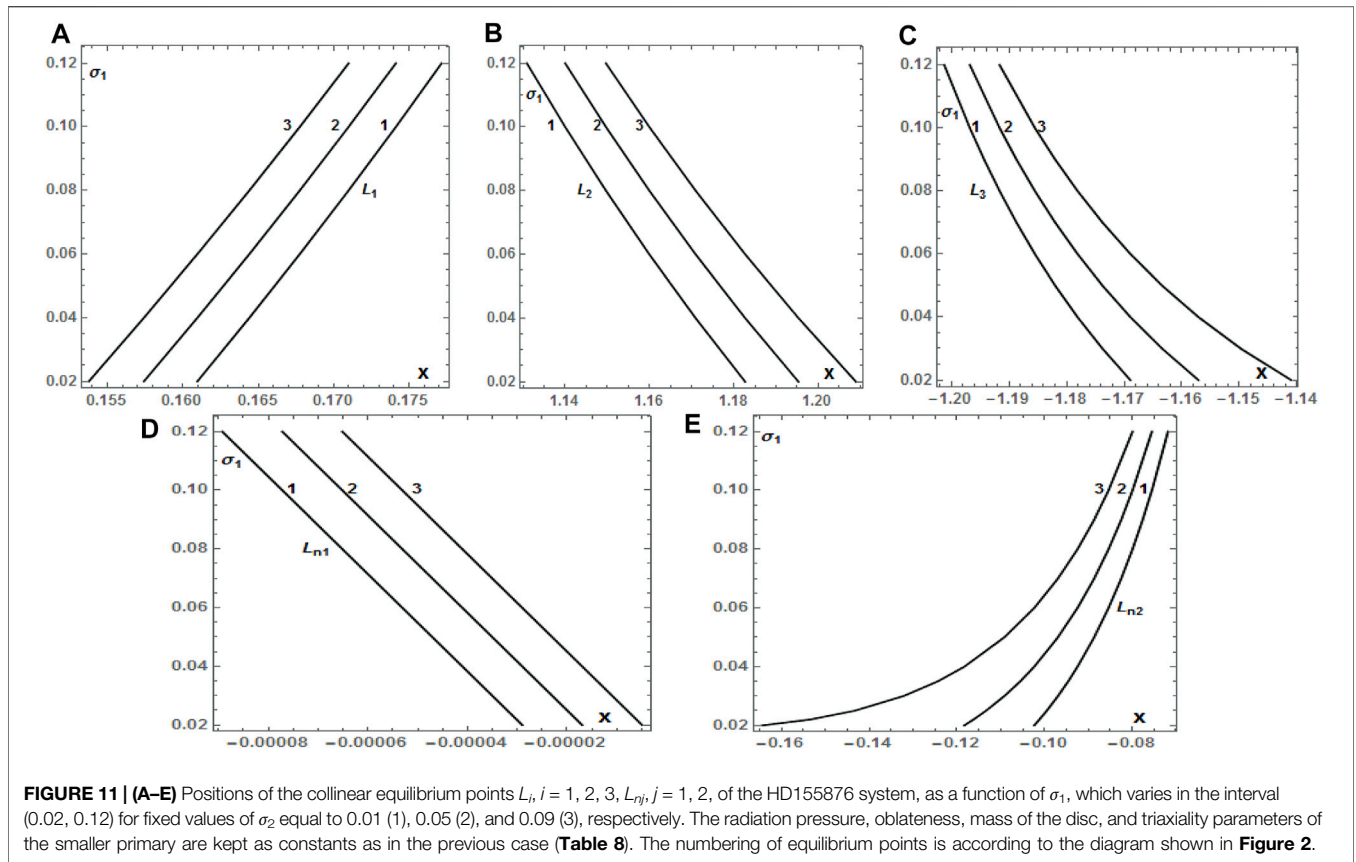 A
B
C
0.12
0.10
0.08
0.06
0.04
0.02
σ1
3
2
1
L1
X
0.155 0.160 0.165 0.170 0.175
0.12
0.10
0.08
0.06
0.04
0.02
σ1
1
2
3
L2
X
1.14 1.16 1.18 1.20
0.12
0.10
0.08
0.06
0.04
0.02
σ1
1
2
3
L3
X
−1.20 −1.19 −1.18 −1.17 −1.16 −1.15 −1.14
D
E
0.12
0.10
0.08
0.06
0.04
0.02
σ1
1
2
3
Ln1
X
−0.00008 −0.00006 −0.00004 −0.00002
0.12
0.10
0.08
0.06
0.04
0.02
σ1
3
2
1
Ln2
X
−0.16 −0.14 −0.12 −0.10 −0.08
FIGURE 11 | (A–E) Positions of the collinear equilibrium points Li, i = 1, 2, 3, Lnj, j = 1, 2, of the HD155876 system, as a function of σ1, which varies in the interval
(0.02, 0.12) for fixed values of σ2 equal to 0.01 (1), 0.05 (2), and 0.09 (3), respectively. The radiation pressure, oblateness, mass of the disc, and triaxiality parameters of
the smaller primary are kept as constants as in the previous case (Table 8). The numbering of equilibrium points is according to the diagram shown in Figure 2.